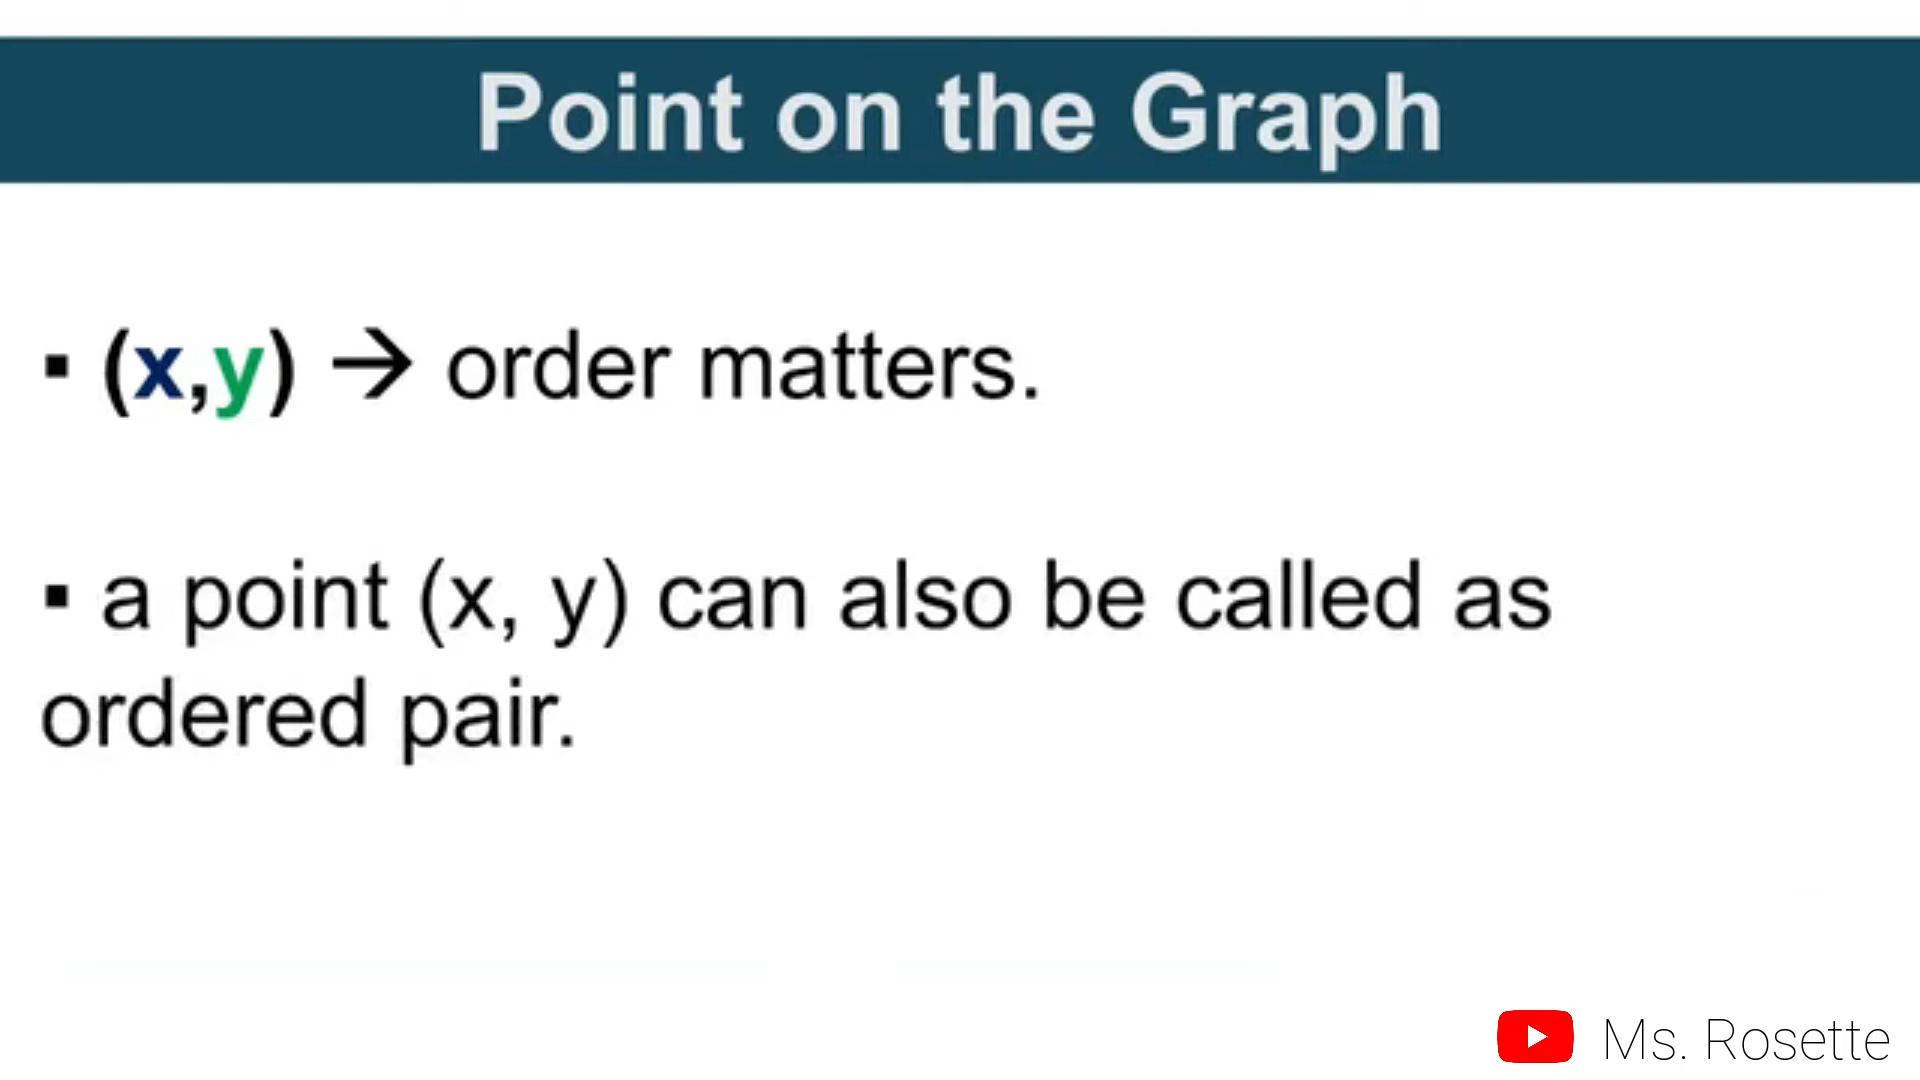 Point on the Graph
▪ (x,y) → order matters.
▪ a point (x, y) can also be called as
ordered pair.
Ms. Rosette